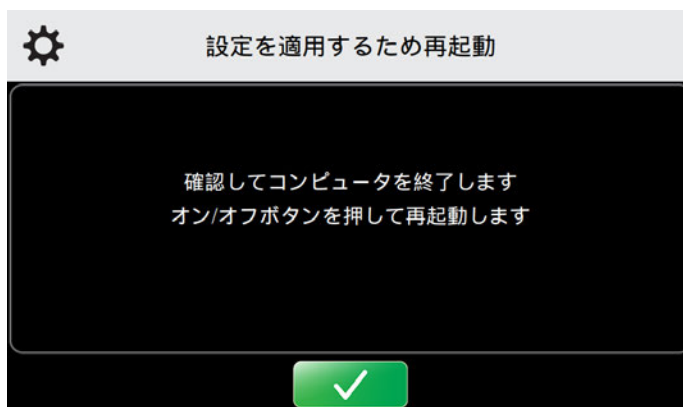 設定を適用するため再起動
確認してコンピュータを終了します
オン/オフボタンを押して再起動します